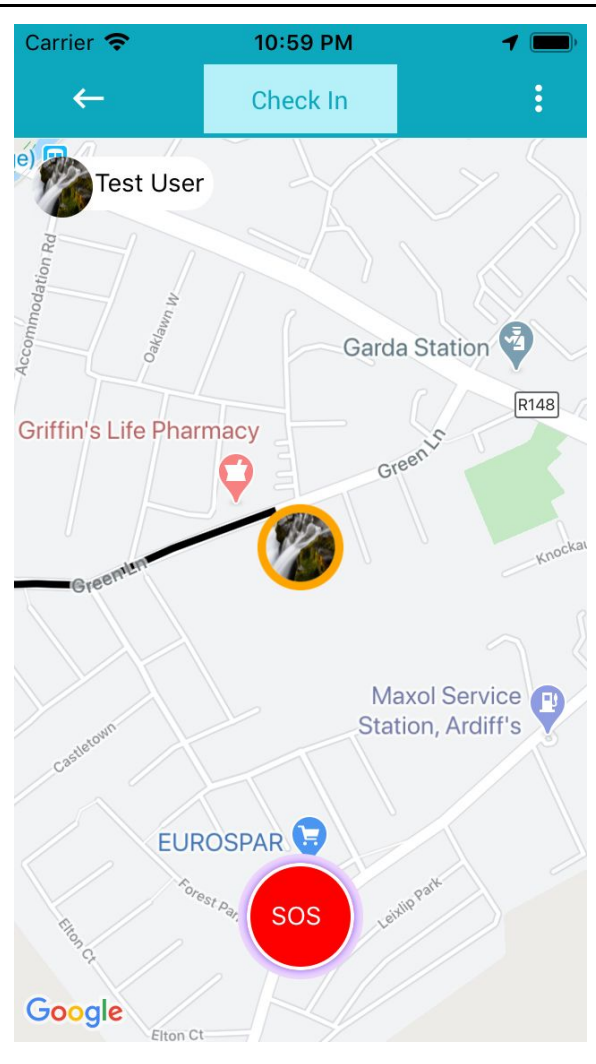 Carrier
10:59 PM
Check In
ge)
Test User
Accommodation Rd
Oaklawn W
Garda Station
R148
Griffin's Life Pharmacy
Green Ln
Green Ln
Knockau
Maxol Service
Station, Ardiff's
Castletown
EUROSPAR
Forest Par
SOS
Leixlip Park
Elton Ct
Google
Elton Ct